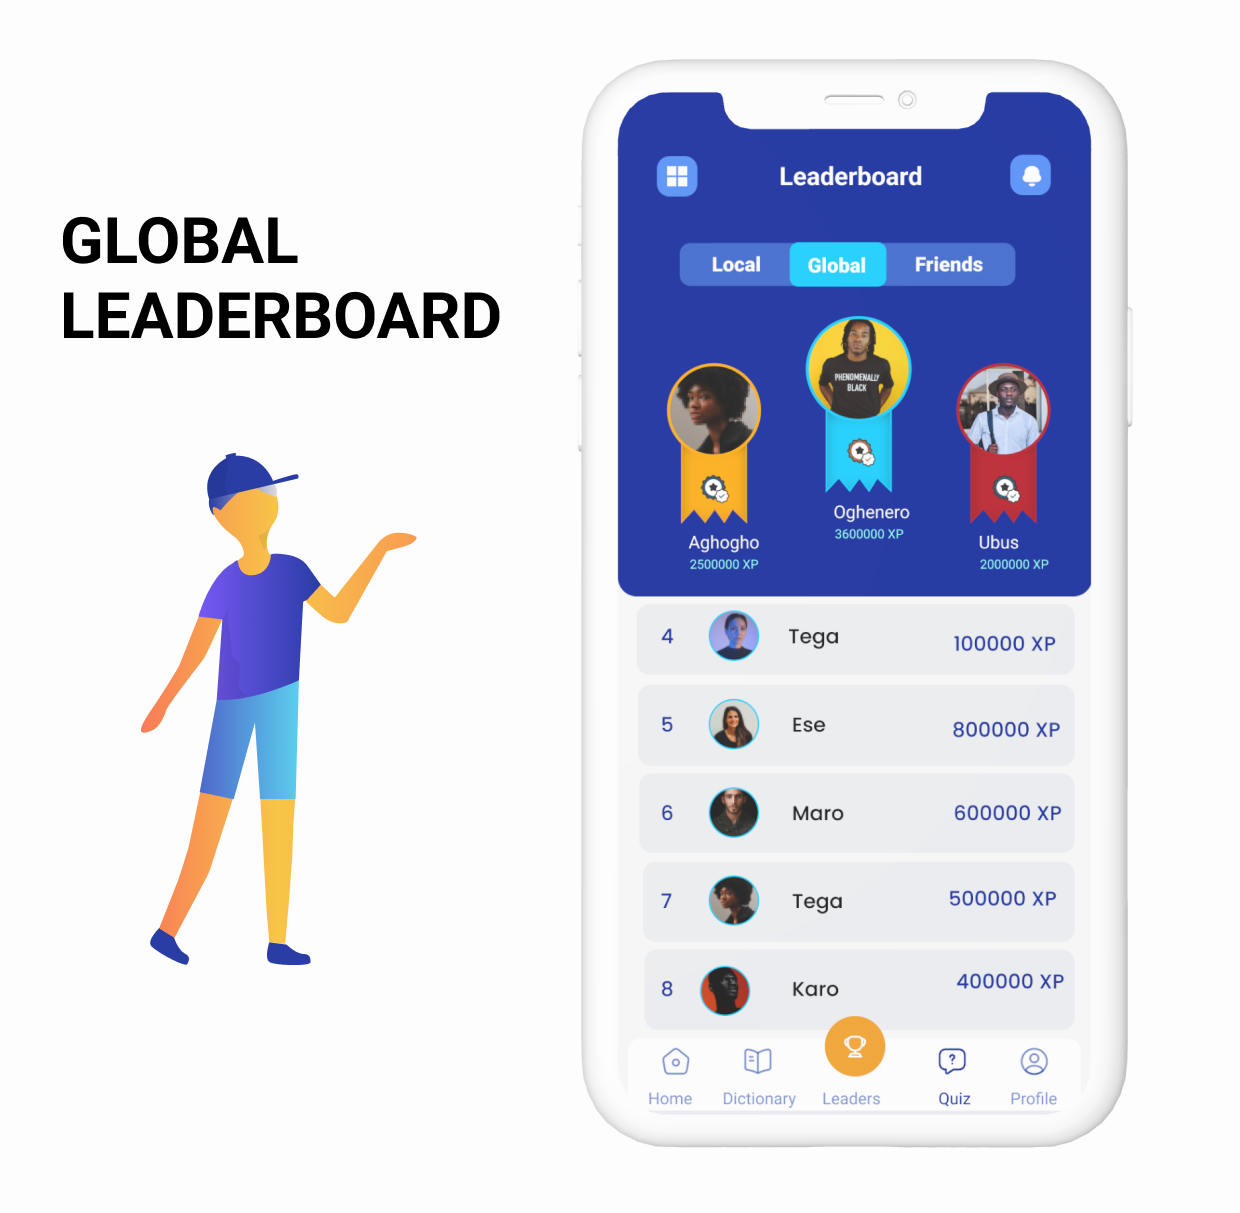 GLOBAL
LEADERBOARD
Leaderboard
Local Global Friends
PHENOMENALLY
BLACK
Oghenero
3600000 XP
Aghogho
2500000 XP
Ubus
2000000 XP
4 Tega 100000 XP
5 Ese 800000 XP
6 Maro 600000 XP
7 Tega 500000 XP
8 Karo 400000 XP
?
Home Dictionary Leaders Quiz Profile